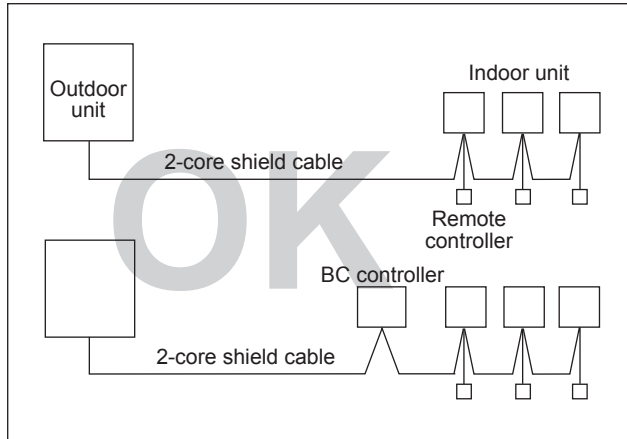 Outdoor
unit
Indoor unit
2-core shield cable
Remote
controller
OK
BC controller
2-core shield cable